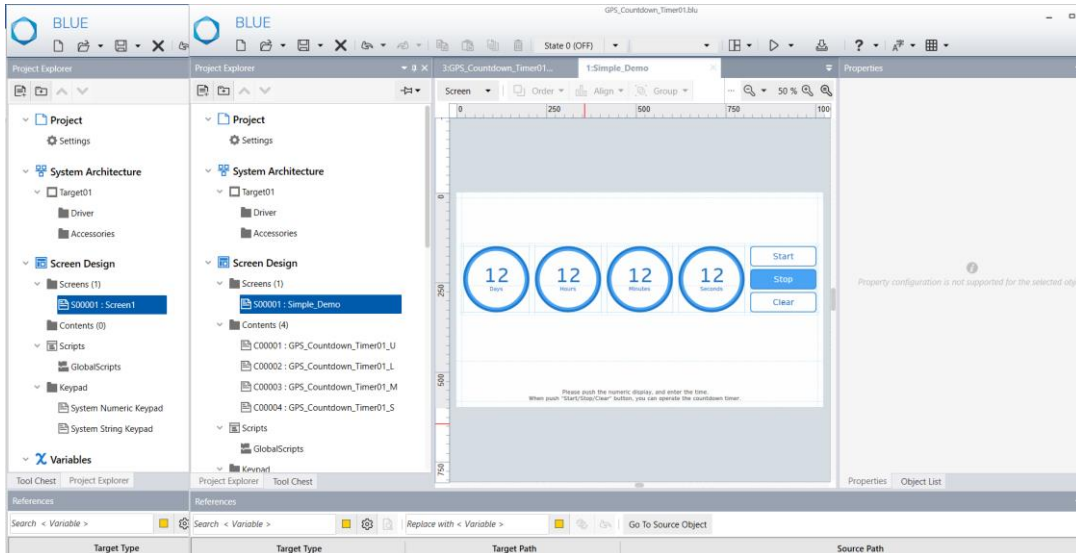 GPS_Countdown_Timer01.blu
BLUE
BLUE
State 0 (OFF)
Project Explorer
Project
Settings
System Architecture
Target01
Driver
Accessories
Screen Design
Screens (1)
S00001 : Screen1
Contents (0)
Scripts
GlobalScripts
Keypad
System Numeric Keypad
System String Keypad
Variables
Tool Chest Project Explorer
References
Search < Variable >
Target Type
Project Explorer
Project
Settings
System Architecture
Target01
Driver
Accessories
Screen Design
Screens (1)
S00001 : Simple_Demo
Contents (4)
C00001 : GPS_Countdown_Timer01_U
C00002 : GPS_Countdown_Timer01_L
C00003 : GPS_Countdown_Timer01_M
C00004 : GPS_Countdown_Timer01_S
Scripts
GlobalScripts
Keypad
Project Explorer Tool Chest
3:GPS_Countdown_Timer01... 1:Simple_Demo
Screen Order Align Group ... 50 %
0 250 500 750 100
0
250
500
750
12 12 12 12
Days Hours Minutes Seconds
Start
Stop
Clear
Please push the numeric display, and enter the time.
When push "Start/Stop/Clear" button, you can operate the countdown timer.
Properties
Property configuration is not supported for the selected obj
Properties Object List
References
Search < Variable > Replace with < Variable > Go To Source Object
Target Type Target Path Source Path